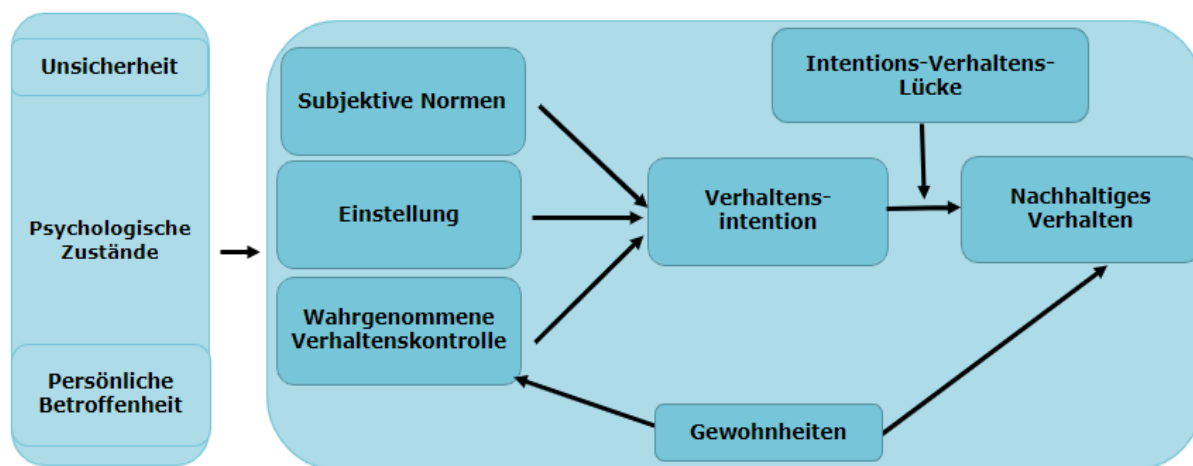 Unsicherheit
Psychologische
Zustände
Persönliche
Betroffenheit
Subjektive Normen
Einstellung
Wahrgenommene
Verhaltenskontrolle
Verhaltens-
intention
Intentions-Verhaltens-
Lücke
Nachhaltiges
Verhalten
Gewohnheiten